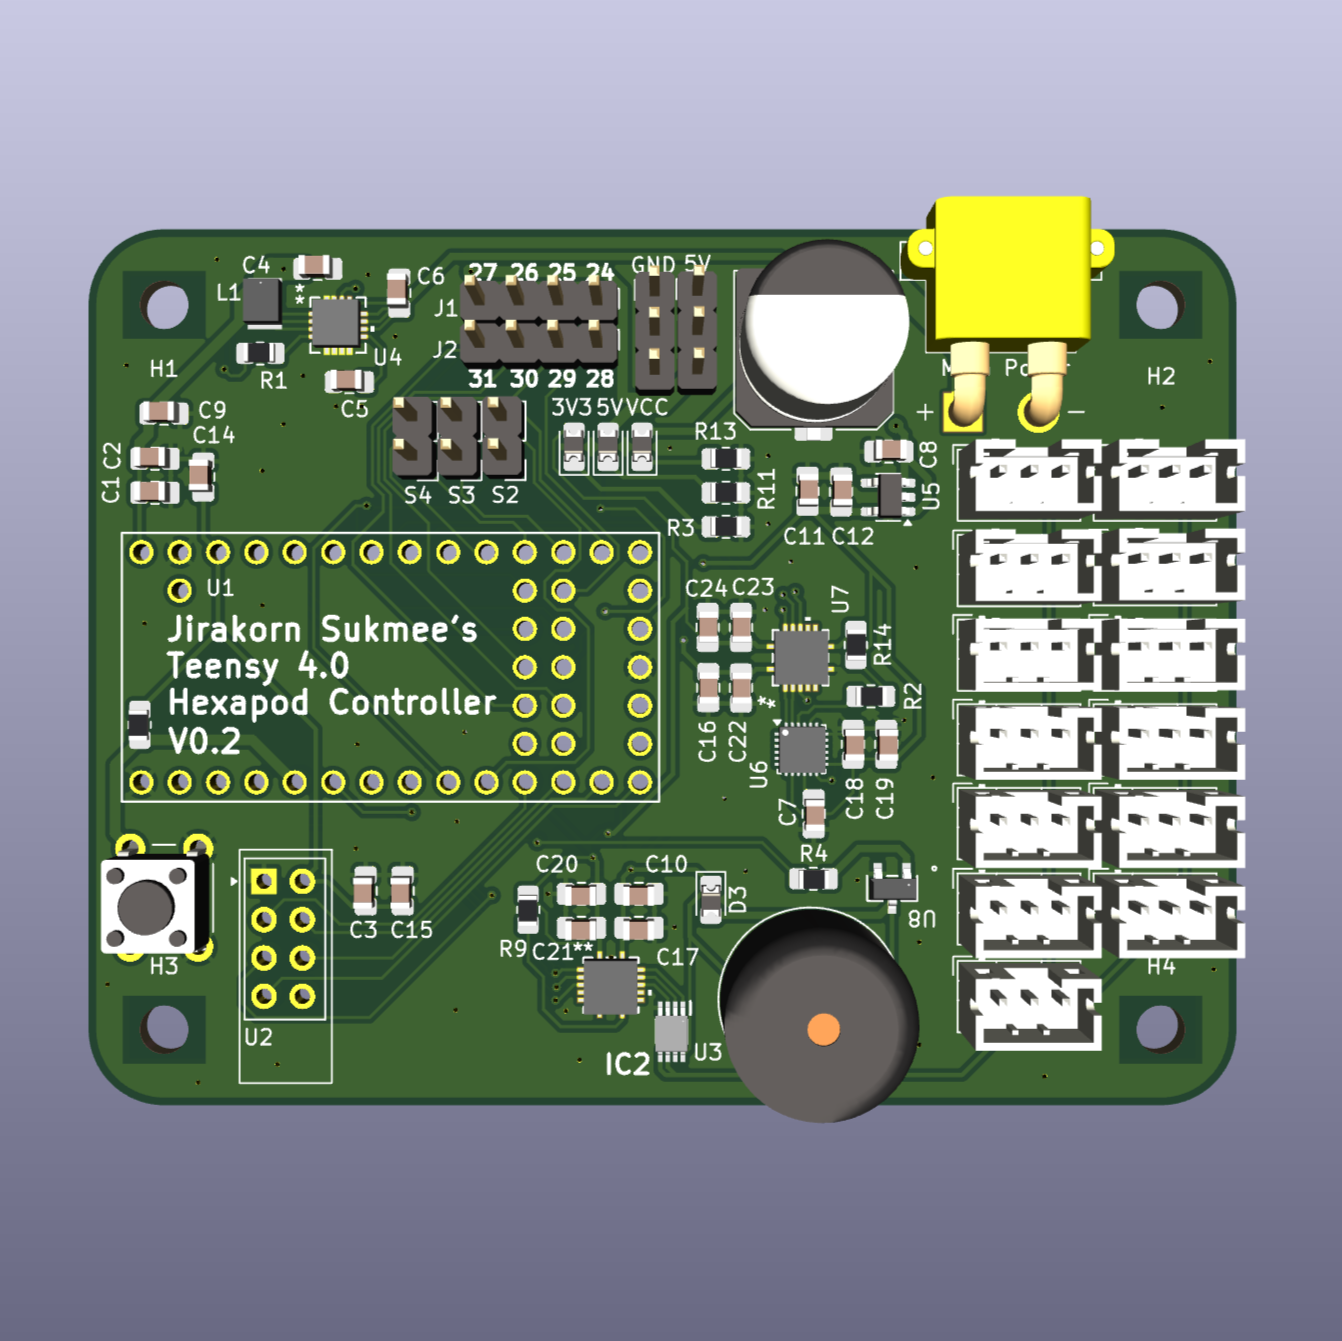 C4
C6
L1
**
U4
R1
C5
H1
27 26 25 24
J1
J2
31 30 29 28
GND 5V
3V3 5V VCC
S4 S3 S2
C9
C14
C2
C1
+ -
H2
R13
R11
R3
C8
U5
C11 C12
U1
Jirakorn Sukmee's
Teensy 4.0
Hexapod Controller
V0.2
C24 C23
U7
R14
R2
C16 C22
**
U6
C18 C19
C7
R4
U8
D3
C20 C10
R9 C21** C17
IC2
U3
C3 C15
H3
U2
H4